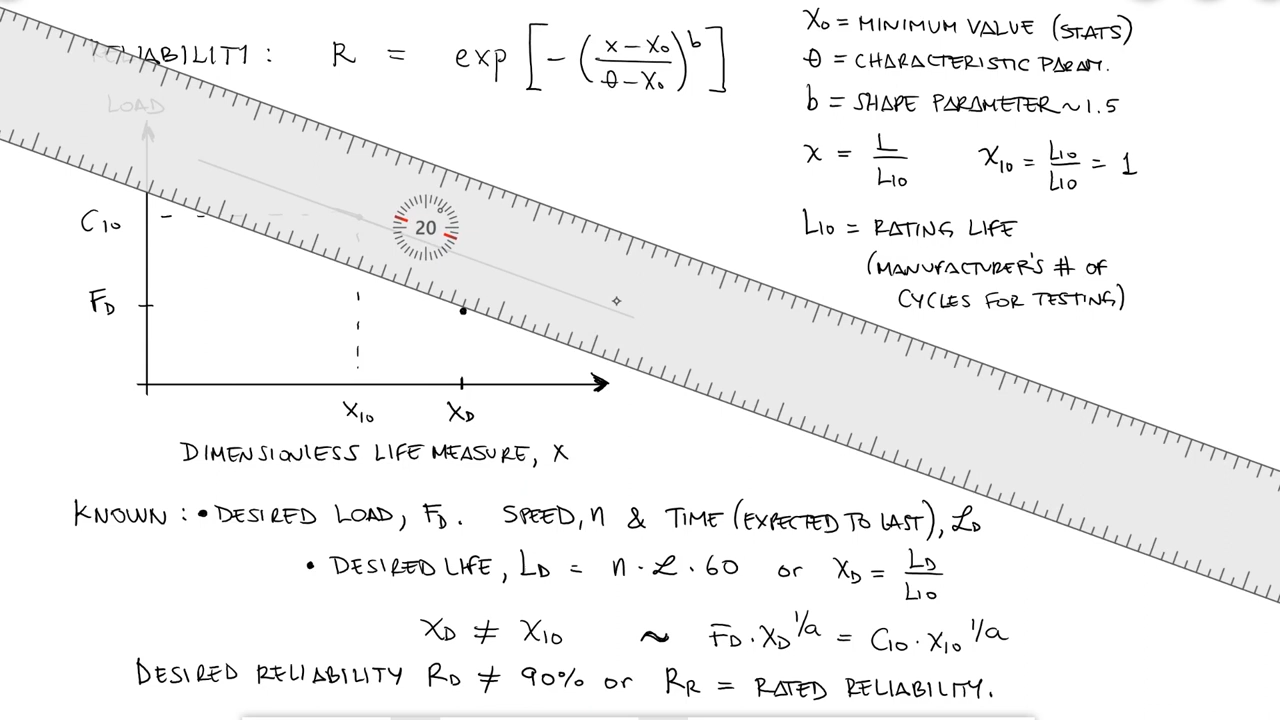 RELIABILITY: R = exp [ - ( (x - x₀) / (θ - x₀) )^b ]
x₀ = MINIMUM VALUE (STATS)
θ = CHARACTERISTIC PARAM.
b = SHAPE PARAMETER ~ 1.5
x = L / L₁₀   x₁₀ = L₁₀ / L₁₀ = 1
L₁₀ = RATING LIFE
(MANUFACTURER'S # OF
CYCLES FOR TESTING)
LOAD
C₁₀
20
F_D
x₁₀   x_D
DIMENSIONLESS LIFE MEASURE, x
KNOWN: • DESIRED LOAD, F_D. SPEED, n & TIME (EXPECTED TO LAST), ℒ_D
• DESIRED LIFE, L_D = n · ℒ · 60 or x_D = L_D / L₁₀
x_D ≠ x₁₀ ~ F_D · x_D^1/a = C₁₀ · x₁₀^1/a
DESIRED RELIABILITY R_D ≠ 90% or R_R = RATED RELIABILITY.